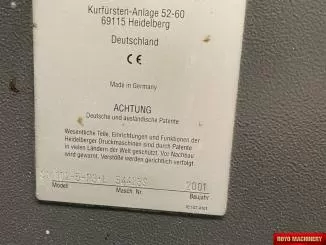 Kurfürsten-Anlage 52-60
69115 Heidelberg
Deutschland
CE
Made in Germany
ACHTUNG
Deutsche und ausländische Patente
Wesentliche Teile, Einrichtungen und Funktionen der
Heidelberger Druckmaschinen sind durch Patente
in vielen Ländern der Welt geschützt. Vor Nachbau
wird gewarnt. Verstöße werden gerichtlich verfolgt.
2001
Modell Masch. Nr. Baujahr
ROYO MACHINERY